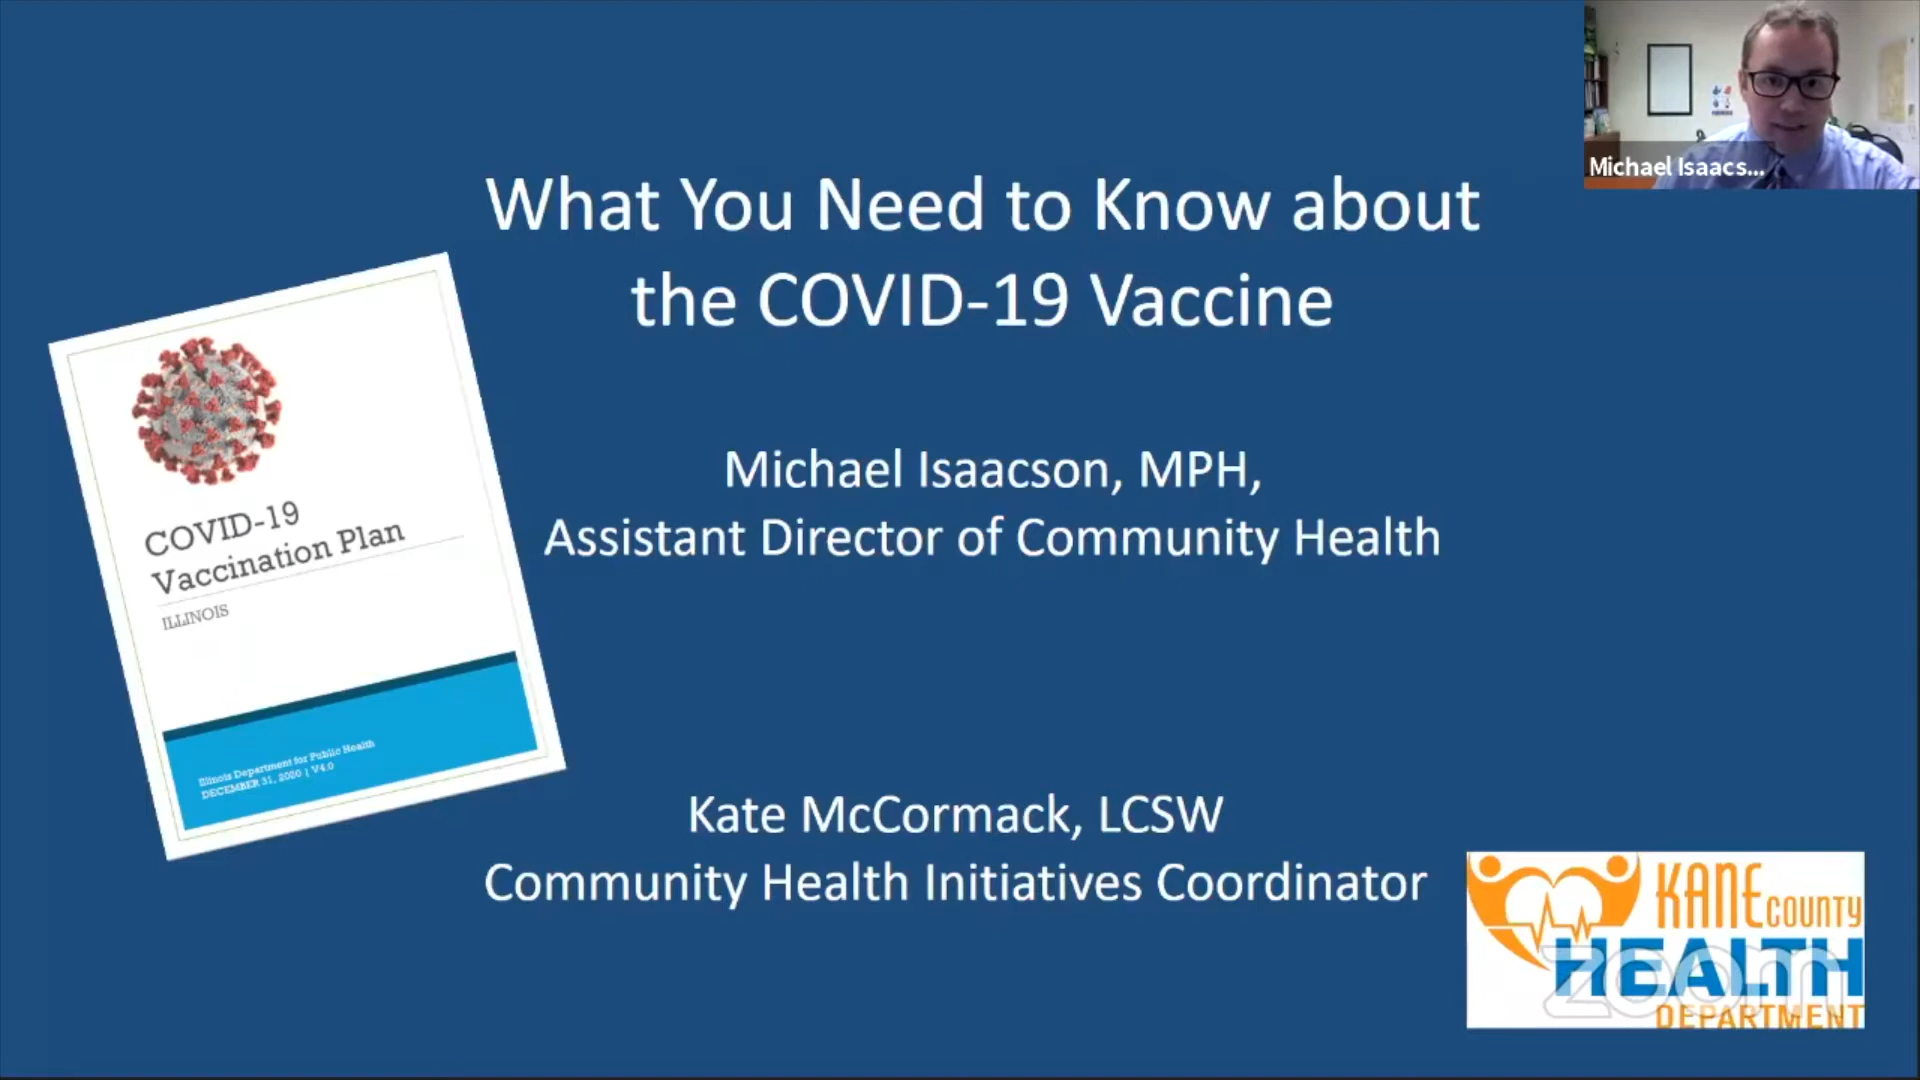 Michael Isaacs...
What You Need to Know about
the COVID-19 Vaccine
COVID-19
Vaccination Plan
ILLINOIS
Illinois Department for Public Health
DECEMBER 31, 2020 | V4.0
Michael Isaacson, MPH,
Assistant Director of Community Health
Kate McCormack, LCSW
Community Health Initiatives Coordinator
KANE COUNTY
HEALTH
DEPARTMENT
zoom